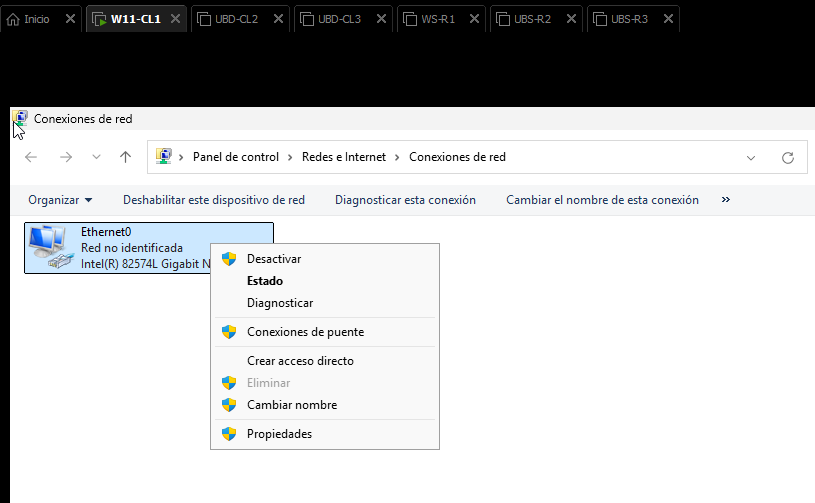 Inicio W11-CL1 UBD-CL2 UBD-CL3 WS-R1 UBS-R2 UBS-R3
Conexiones de red
Panel de control Redes e Internet Conexiones de red
Organizar Deshabilitar este dispositivo de red Diagnosticar esta conexión Cambiar el nombre de esta conexión »
Ethernet0
Red no identificada
Intel(R) 82574L Gigabit N
Desactivar
Estado
Diagnosticar
Conexiones de puente
Crear acceso directo
Eliminar
Cambiar nombre
Propiedades